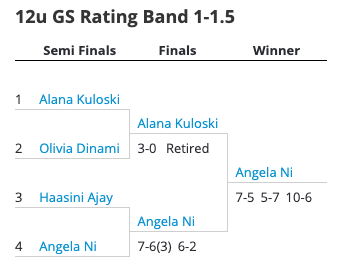 12u GS Rating Band 1-1.5
Semi Finals Finals Winner
1 Alana Kuloski
Alana Kuloski
2 Olivia Dinami 3-0 Retired
Angela Ni
3 Haasini Ajay 7-5 5-7 10-6
Angela Ni
4 Angela Ni 7-6(3) 6-2